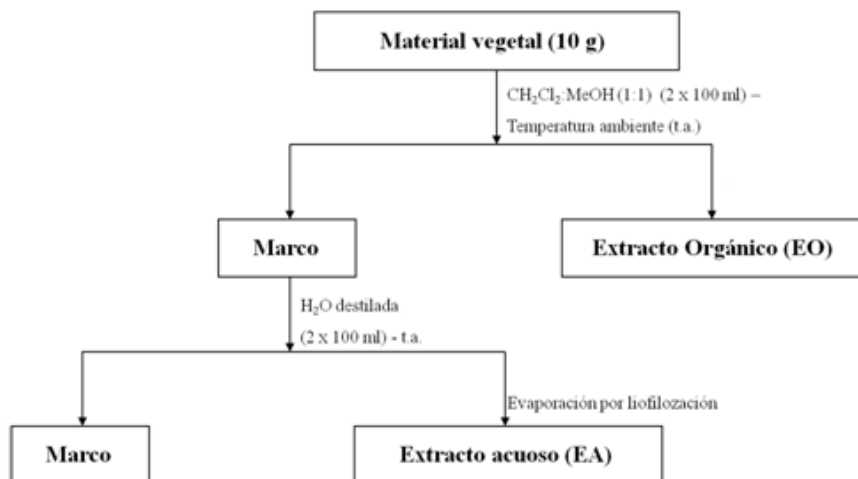 Material vegetal (10 g)
CH₂Cl₂:MeOH (1:1) (2 x 100 ml) –
Temperatura ambiente (t.a.)
Marco
Extracto Orgánico (EO)
H₂O destilada
(2 x 100 ml) - t.a.
Evaporación por liofilozación
Marco
Extracto acuoso (EA)